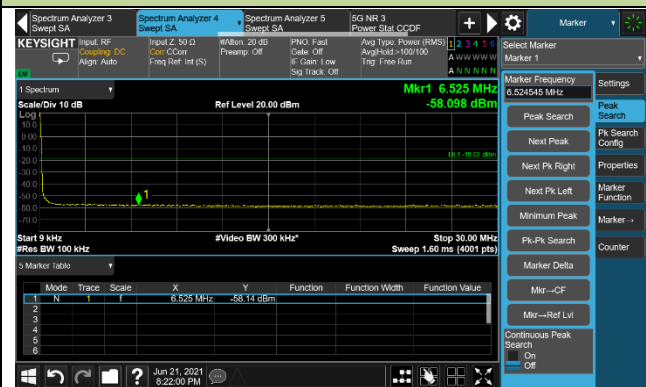 Spectrum Analyzer 3
Swept SA
Spectrum Analyzer 4
Swept SA
Spectrum Analyzer 5
Swept SA
5G NR 3
Power Stat CCDF
Marker
KEYSIGHT
Input: RF
Coupling: DC
Align: Auto
Input Z: 50 Ω
Corr CCorr
Freq Ref: Int (S)
#Atten: 20 dB
Preamp: Off
PNO: Fast
Gate: Off
IF Gain: Low
Sig Track: Off
Avg Type: Power (RMS)
Avg|Hold:>100/100
Trig: Free Run
1 2 3 4 5 6
A W W W W W
A N N N N N
LXI
Select Marker
Marker 1
Marker Frequency
6.524545 MHz
Settings
Peak Search
Peak Search
Next Peak
Pk Search Config
Next Pk Right
Properties
Next Pk Left
Marker Function
Minimum Peak
Marker→
Pk-Pk Search
Counter
Marker Delta
Mkr→CF
Mkr→Ref Lvl
Continuous Peak Search
On
Off
1 Spectrum
Scale/Div 10 dB
Ref Level 20.00 dBm
Mkr1 6.525 MHz
-58.098 dBm
Log
10.0
0.00
-10.0
-20.0
-30.0
-40.0
-50.0
-60.0
-70.0
DL1 -19.02 dBm
1
Start 9 kHz
#Res BW 100 kHz
#Video BW 300 kHz*
Stop 30.00 MHz
Sweep 1.60 ms (4001 pts)
5 Marker Table
Mode Trace Scale X Y Function Function Width Function Value
1 N 1 f 6.525 MHz -58.14 dBm
2
3
4
5
6
Jun 21, 2021
8:22:00 PM